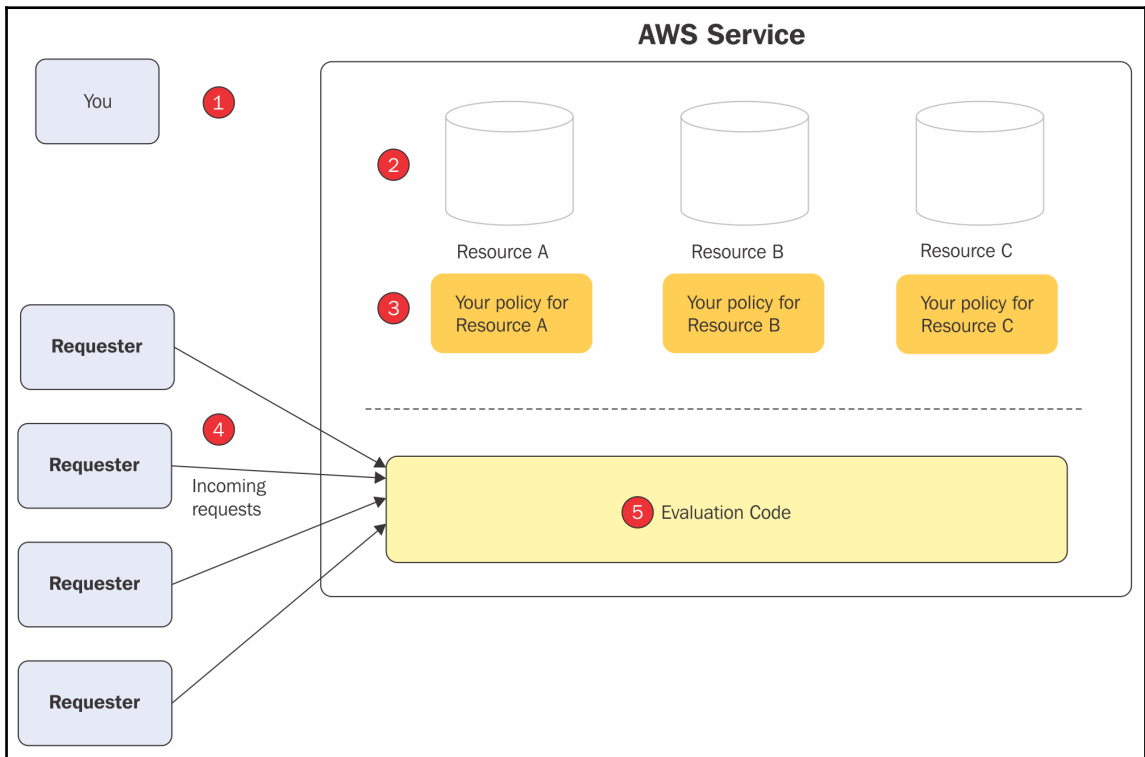 AWS Service
You
1
2
Resource A
Resource B
Resource C
3
Your policy for
Resource A
Your policy for
Resource B
Your policy for
Resource C
Requester
4
Requester
Incoming
requests
5 Evaluation Code
Requester
Requester